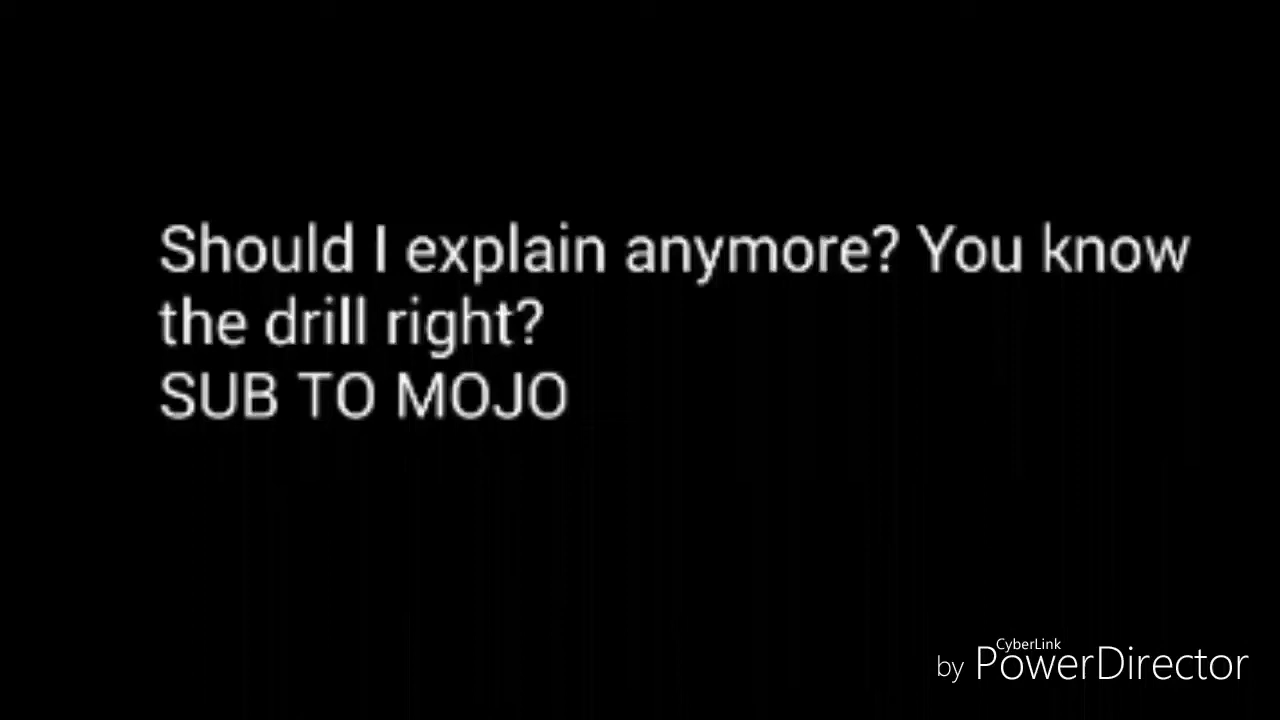 Should I explain anymore? You know
the drill right?
SUB TO MOJO
CyberLink
by PowerDirector